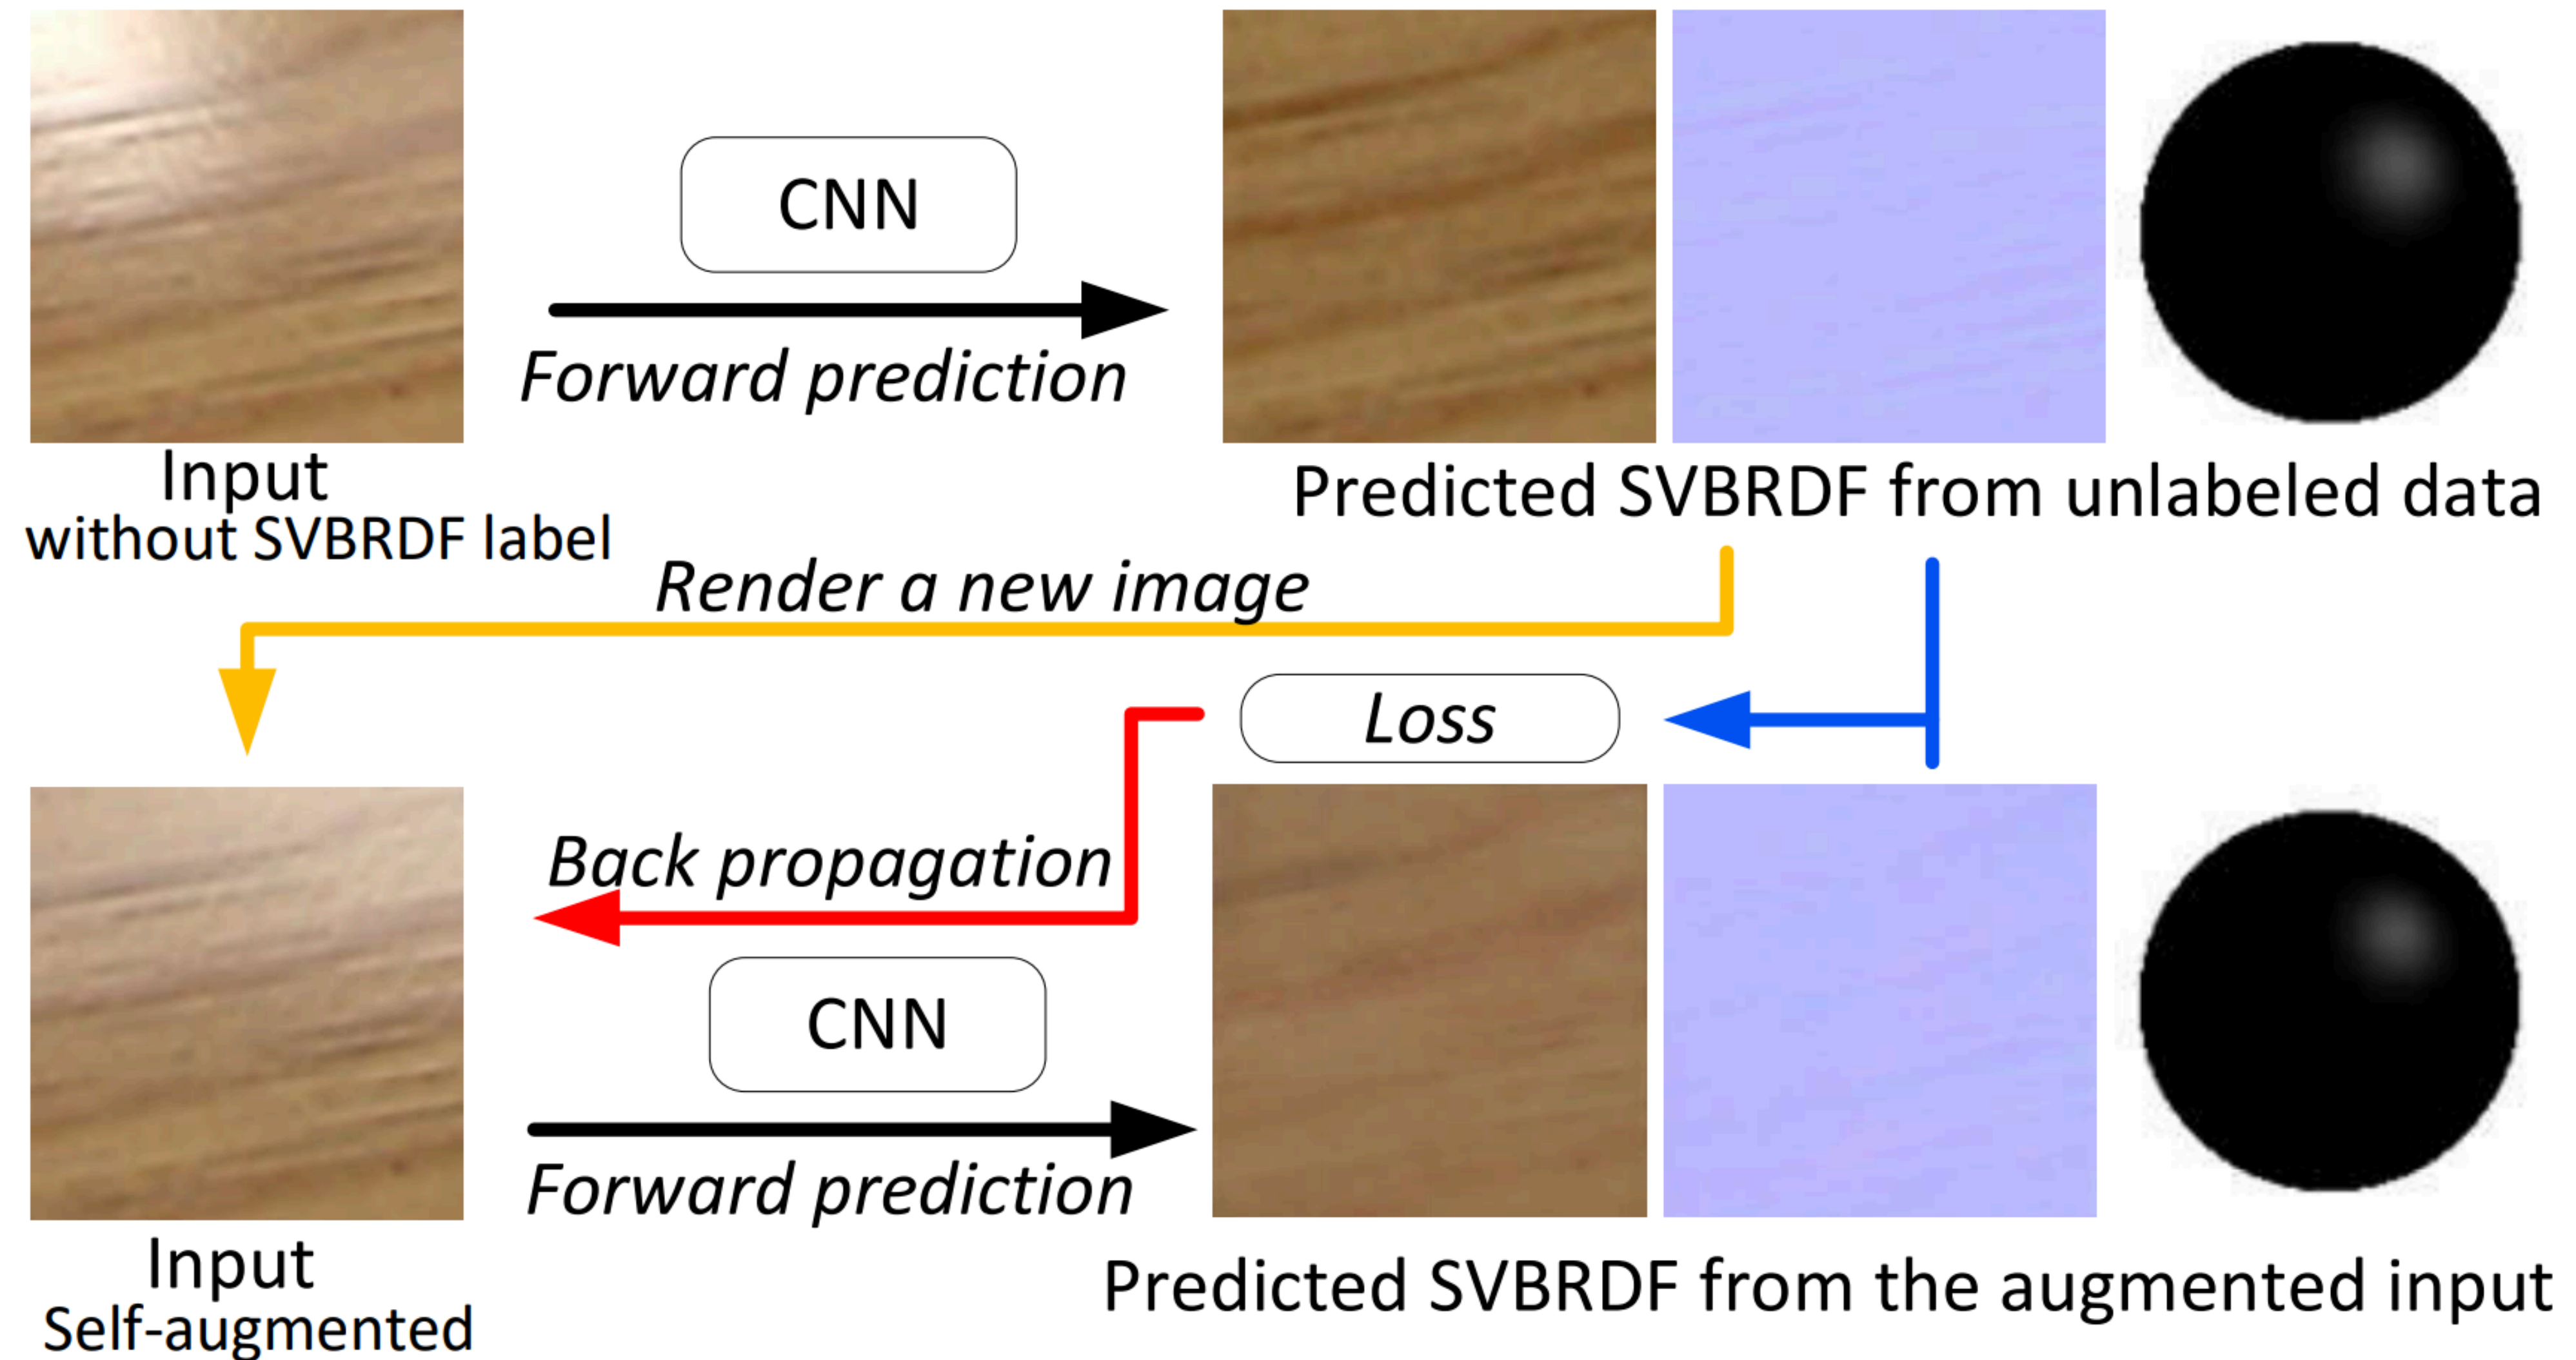 CNN
Forward prediction
Input
without SVBRDF label
Predicted SVBRDF from unlabeled data
Render a new image
Loss
Back propagation
CNN
Forward prediction
Input
Self-augmented
Predicted SVBRDF from the augmented input